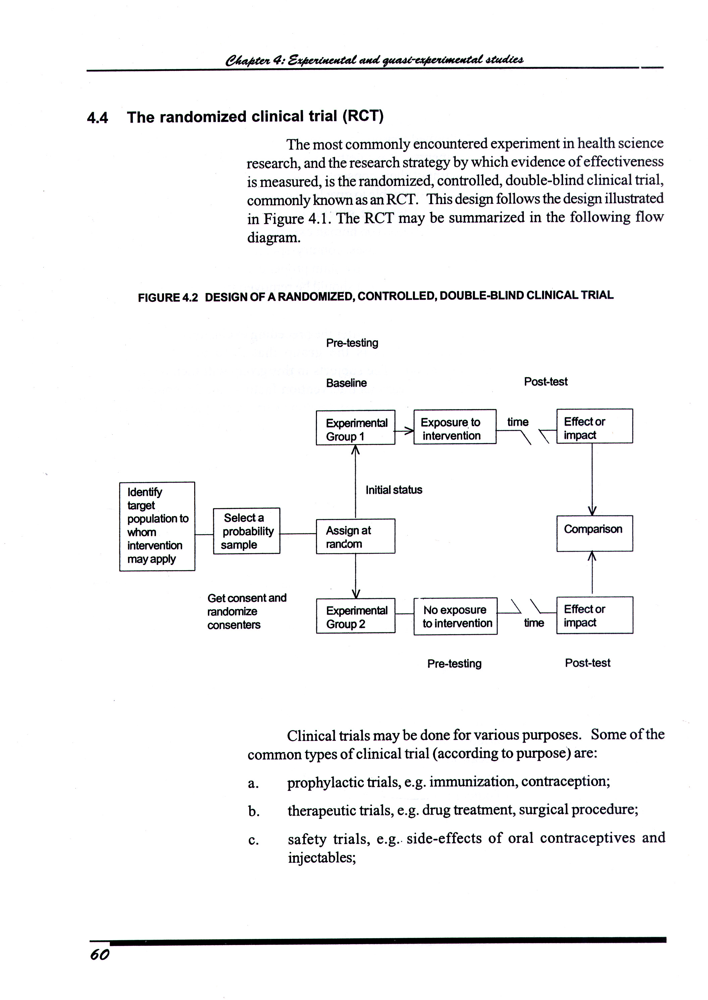 Chapter 4: Experimental and quasi-experimental studies
4.4 The randomized clinical trial (RCT)
The most commonly encountered experiment in health science
research, and the research strategy by which evidence of effectiveness
is measured, is the randomized, controlled, double-blind clinical trial,
commonly known as an RCT. This design follows the design illustrated
in Figure 4.1. The RCT may be summarized in the following flow
diagram.
FIGURE 4.2 DESIGN OF A RANDOMIZED, CONTROLLED, DOUBLE-BLIND CLINICAL TRIAL
Pre-testing
Baseline
Post-test
Experimental
Group 1
Exposure to
intervention
time
Effect or
impact
Initial status
Identify
target
population to
whom
intervention
may apply
Select a
probability
sample
Assign at
random
Comparison
Get consent and
randomize
consenters
Experimental
Group 2
No exposure
to intervention
time
Effect or
impact
Pre-testing
Post-test
Clinical trials may be done for various purposes. Some of the
common types of clinical trial (according to purpose) are:
a. prophylactic trials, e.g. immunization, contraception;
b. therapeutic trials, e.g. drug treatment, surgical procedure;
c. safety trials, e.g. side-effects of oral contraceptives and
injectables;
60